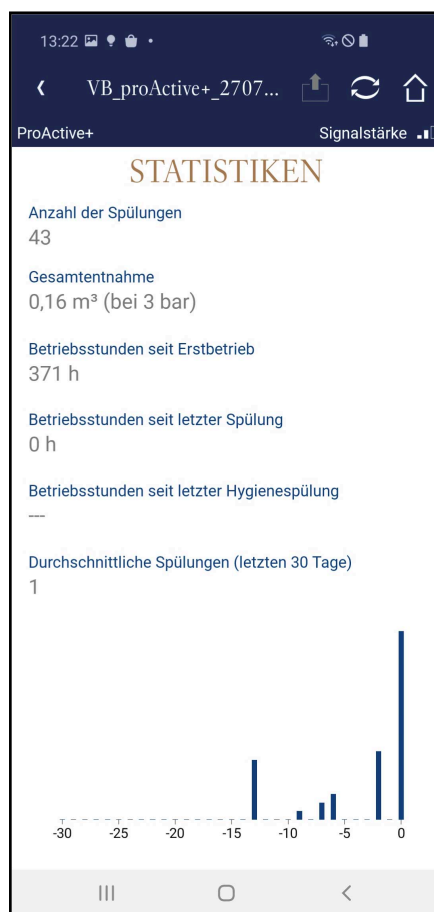 13:22
VB_proActive+_2707...
ProActive+ Signalstärke
STATISTIKEN
Anzahl der Spülungen
43
Gesamtentnahme
0,16 m³ (bei 3 bar)
Betriebsstunden seit Erstbetrieb
371 h
Betriebsstunden seit letzter Spülung
0 h
Betriebsstunden seit letzter Hygienespülung
---
Durchschnittliche Spülungen (letzten 30 Tage)
1
-30 -25 -20 -15 -10 -5 0